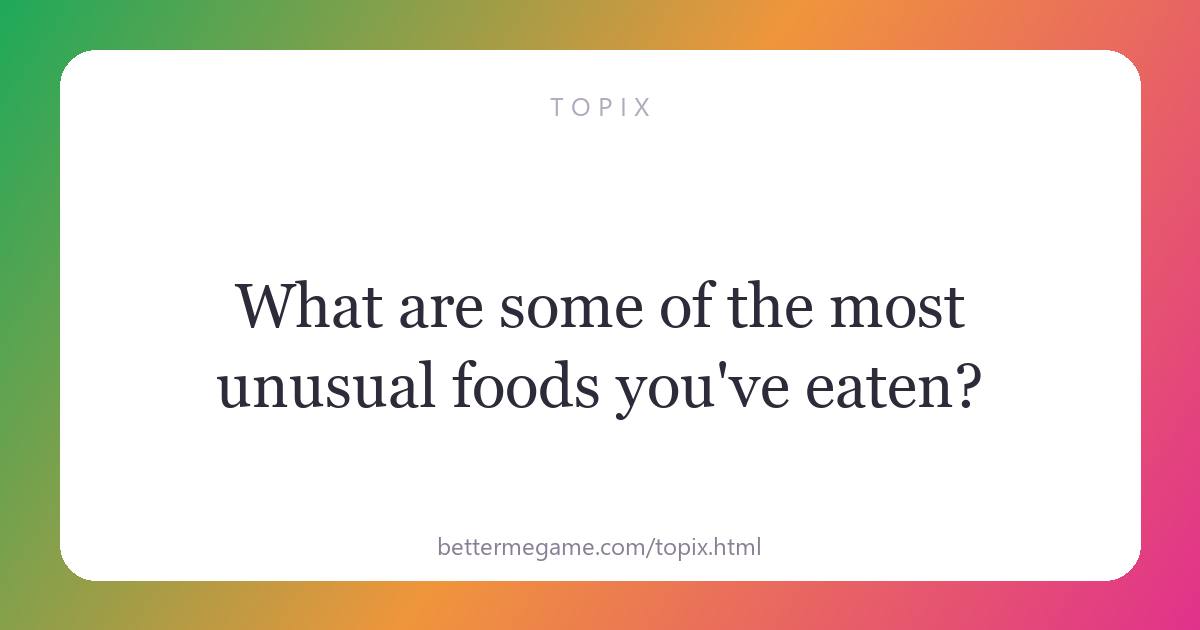 TOPIX
What are some of the most
unusual foods you've eaten?
bettermegame.com/topix.html